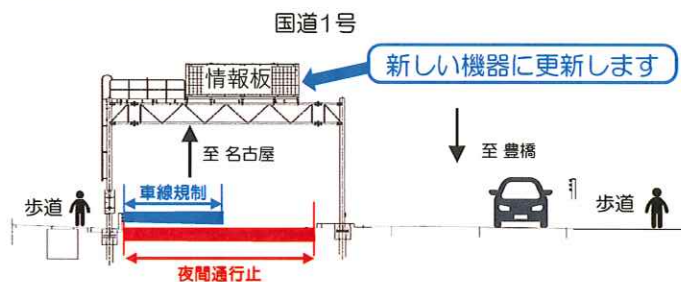 国道1号
情報板
新しい機器に更新します
至 名古屋
至 豊橋
車線規制
歩道
歩道
夜間通行止